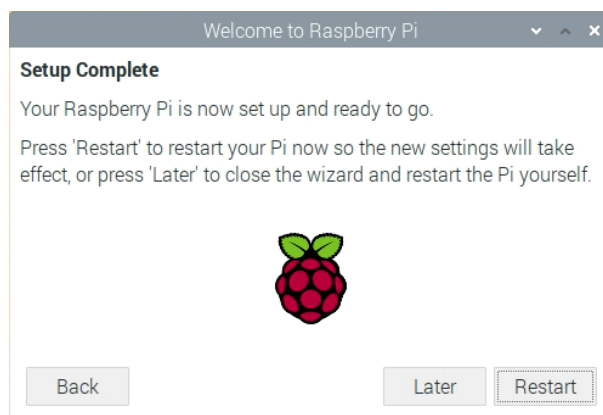 Welcome to Raspberry Pi
Setup Complete
Your Raspberry Pi is now set up and ready to go.
Press 'Restart' to restart your Pi now so the new settings will take
effect, or press 'Later' to close the wizard and restart the Pi yourself.
Back
Later
Restart